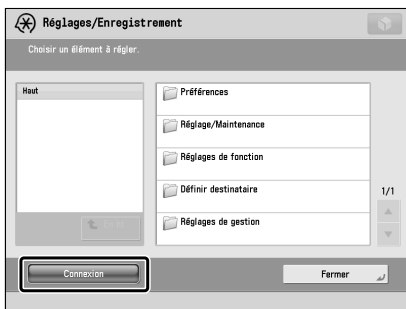 Réglages/Enregistrement
Choisir un élément à régler.
Haut
Préférences
Réglage/Maintenance
Réglages de fonction
Définir destinataire
1/1
Réglages de gestion
Connexion
Fermer